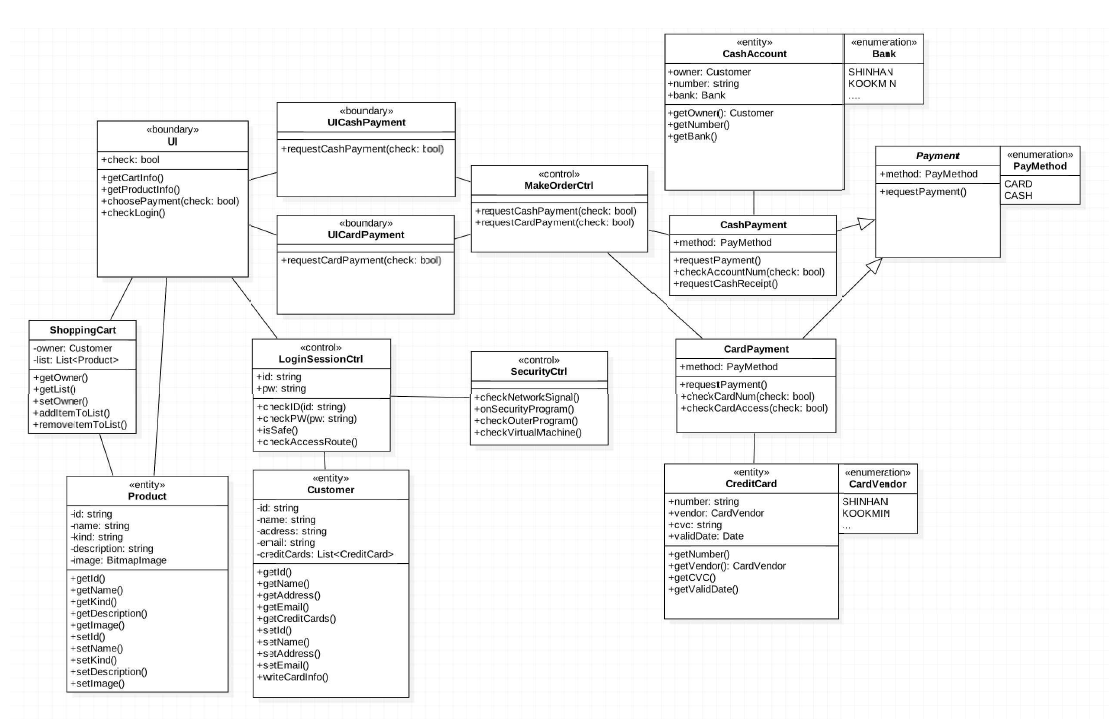 «entity»
CashAccount
+owner: Customer
+number: string
+bank: Bank
+getOwner(): Customer
+getNumber()
+getBank()
«enumeration»
Bank
SHINHAN
KOOKMIN
....
«boundary»
UICashPayment
+requestCashPayment(check: bool)
«boundary»
UI
+check: bool
+getCartInfo()
+getProductInfo()
+choosePayment(check: bool)
+checkLogin()
«boundary»
UICardPayment
+requestCardPayment(check: bool)
«control»
MakeOrderCtrl
+requestCashPayment(check: bool)
+requestCardPayment(check: bool)
Payment
+method: PayMethod
+requestPayment()
«enumeration»
PayMethod
CARD
CASH
CashPayment
+method: PayMethod
+requestPayment()
+checkAccountNum(check: bool)
+requestCashReceipt()
ShoppingCart
-owner: Customer
-list: List<Product>
+getOwner()
+getList()
+setOwner()
+addItemToList()
+removeItemToList()
«control»
LoginSessionCtrl
+id: string
+pw: string
+checkID(id: string)
+checkPW(pw: string)
+isSafe()
+checkAccessRoute()
«control»
SecurityCtrl
+checkNetworkSignal()
+onSecurityProgram()
+checkOuterProgram()
+checkVirtualMachine()
CardPayment
+method: PayMethod
+requestPayment()
+checkCardNum(check: bool)
+checkCardAccess(check: bool)
«entity»
Product
-id: string
-name: string
-kind: string
-description: string
-image: BitmapImage
+getId()
+getName()
+getKind()
+getDescription()
+getImage()
+setId()
+setName()
+setKind()
+setDescription()
+setImage()
«entity»
Customer
-id: string
-name: string
-address: string
-email: string
-creditCards: List<CreditCard>
+getId()
+getName()
+getAddress()
+getEmail()
+getCreditCards()
+setId()
+setName()
+setAddress()
+setEmail()
+writeCardInfo()
«entity»
CreditCard
+number: string
+vendor: CardVendor
+cvc: string
+validDate: Date
+getNumber()
+getVendor(): CardVendor
+getCVC()
+getValidDate()
«enumeration»
CardVendor
SHINHAN
KOOKMIN
...